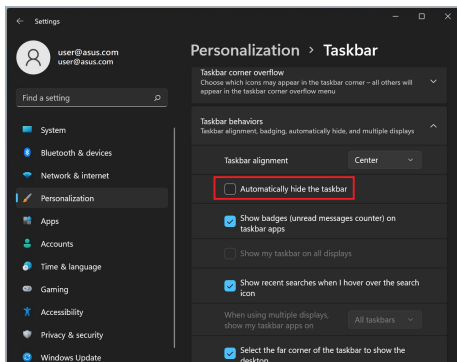 Settings
user@asus.com
user@asus.com
Find a setting
System
Bluetooth & devices
Network & internet
Personalization
Apps
Accounts
Time & language
Gaming
Accessibility
Privacy & security
Windows Update
Personalization > Taskbar
Taskbar corner overflow
Choose which icons may appear in the taskbar corner – all others will
appear in the taskbar corner overflow menu
Taskbar behaviors
Taskbar alignment, badging, automatically hide, and multiple displays
Taskbar alignment Center
Automatically hide the taskbar
Show badges (unread messages counter) on
taskbar apps
Show my taskbar on all displays
Show recent searches when I hover over the search
icon
When using multiple displays,
show my taskbar apps on All taskbars
Select the far corner of the taskbar to show the
desktop